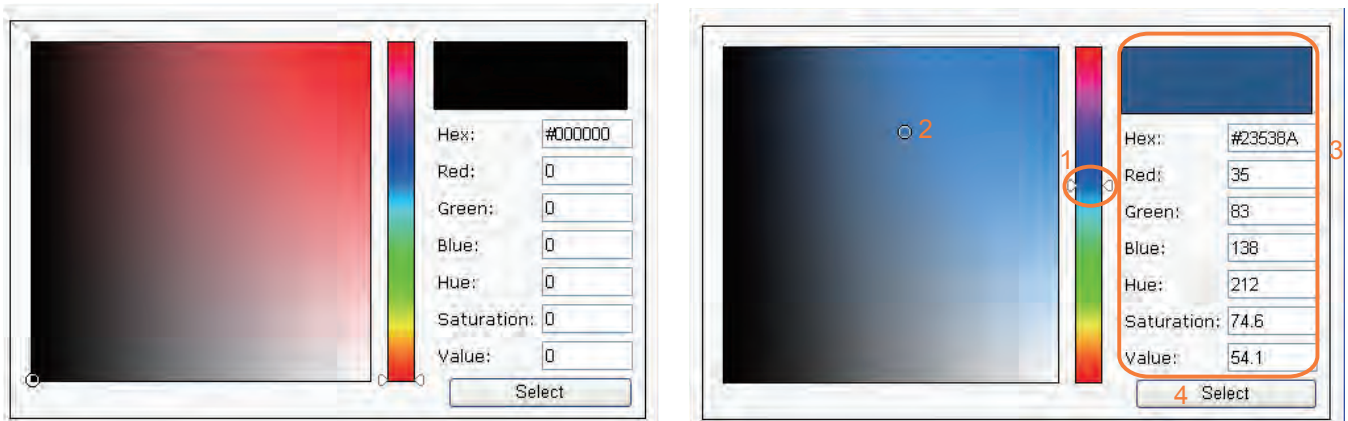 Hex: #000000
Red: 0
Green: 0
Blue: 0
Hue: 0
Saturation: 0
Value: 0
Select
1
2
3
Hex: #23538A
Red: 35
Green: 83
Blue: 138
Hue: 212
Saturation: 74.6
Value: 54.1
4 Select